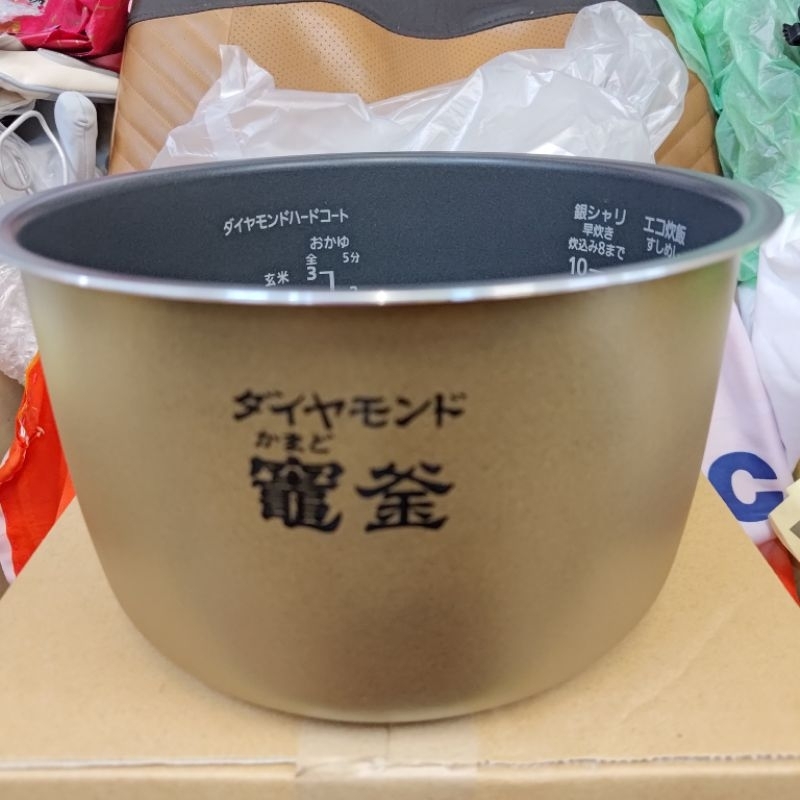 ダイヤモンドハードコート
おかゆ
全 5分
玄米 3
銀シャリ
早炊き
炊込み8まで
10
エコ炊飯
すしめし
ダイヤモンド
かまど
竈釜
C